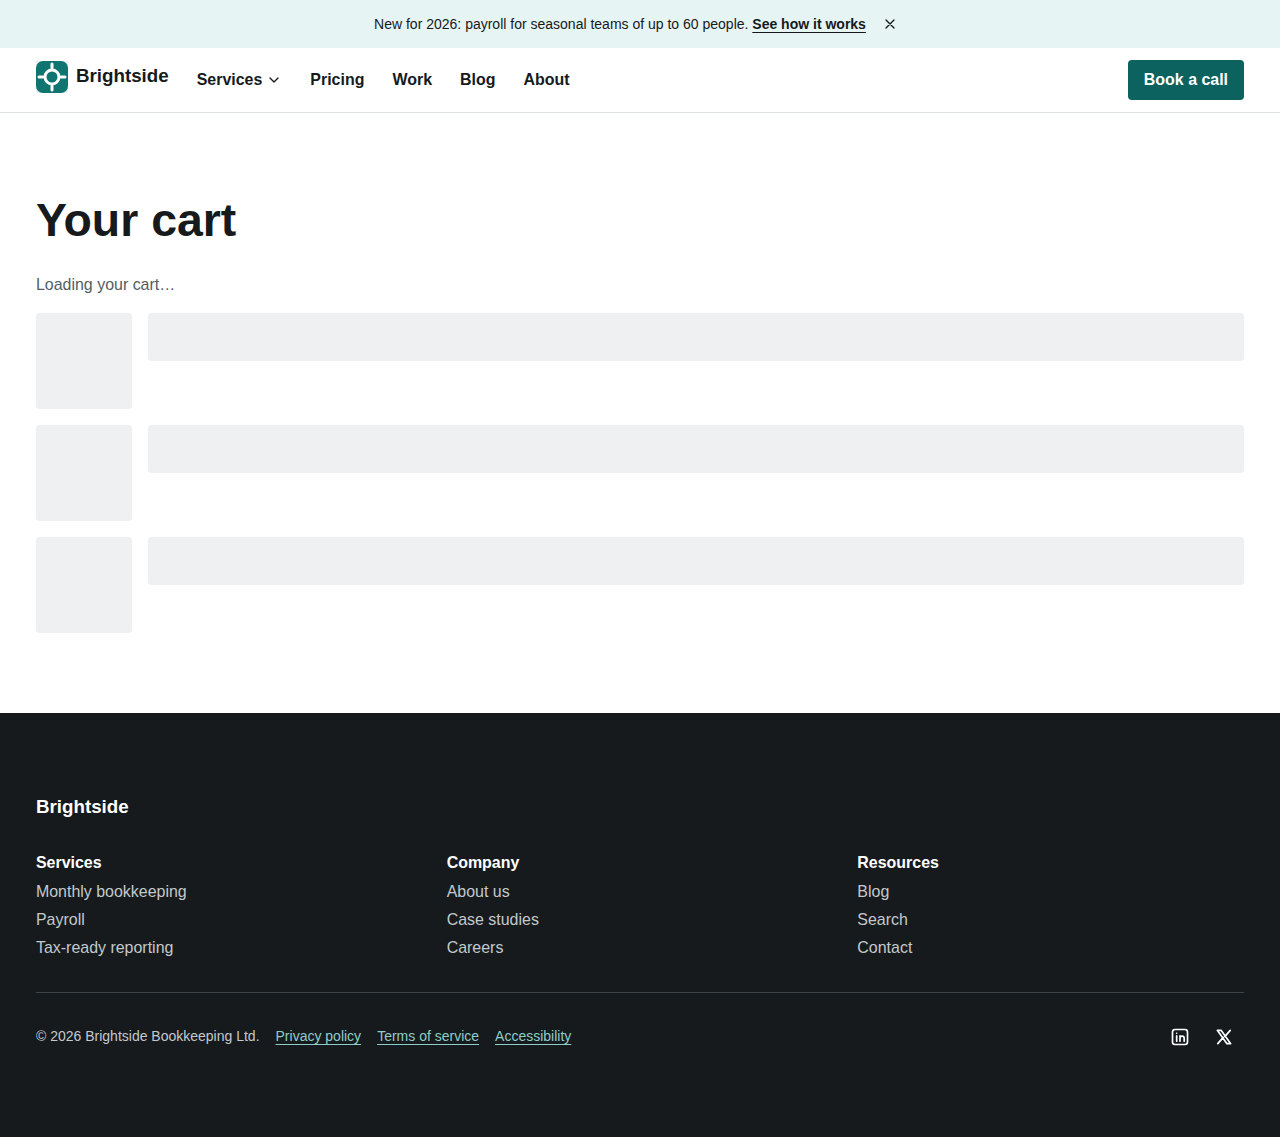 New for 2026: payroll for seasonal teams of up to 60 people. See how it works
Brightside
Services
Pricing
Work
Blog
About
Book a call
Your cart
Loading your cart…
Brightside
Services
Monthly bookkeeping
Payroll
Tax-ready reporting
Company
About us
Case studies
Careers
Resources
Blog
Search
Contact
© 2026 Brightside Bookkeeping Ltd.
Privacy policy
Terms of service
Accessibility